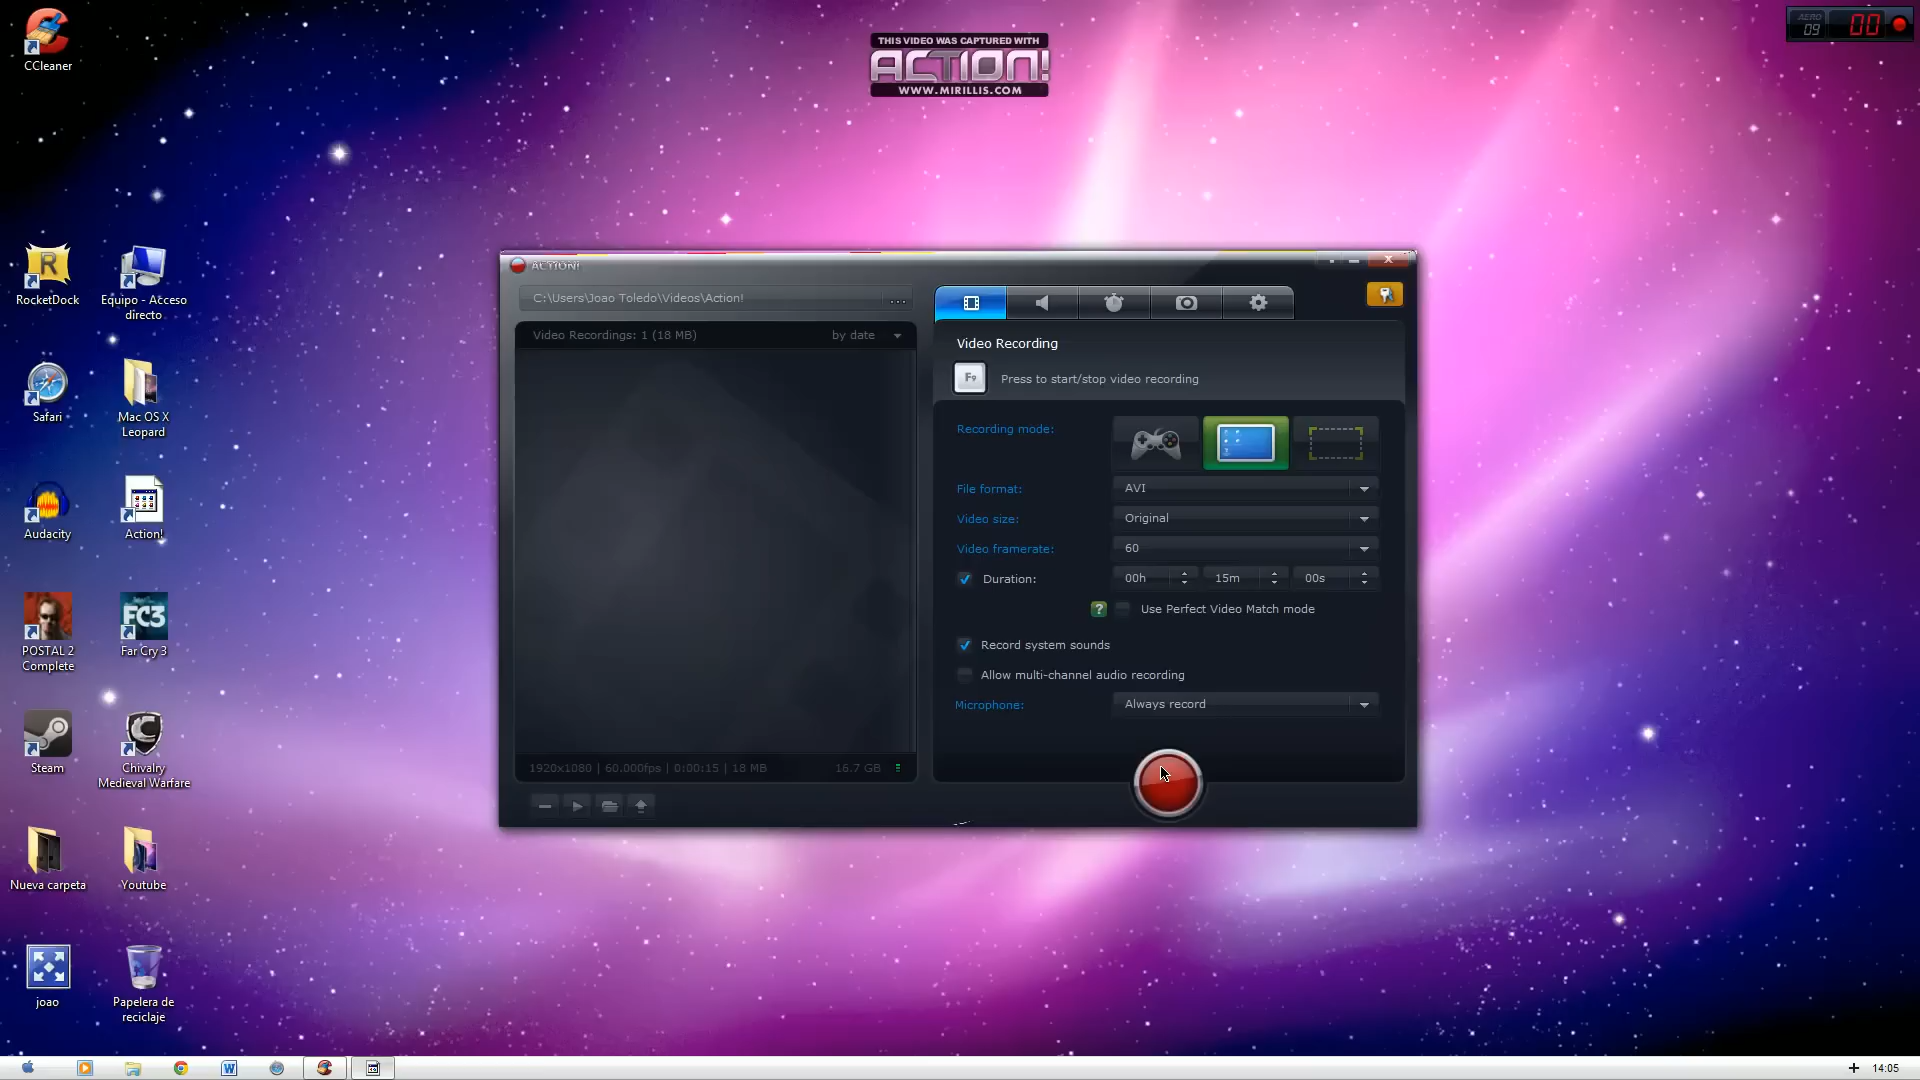 CCleaner
THIS VIDEO WAS CAPTURED WITH
ACTION!
WWW.MIRILLIS.COM
AERO
09
00
RocketDock
Equipo - Acceso
directo
Safari
Mac OS X
Leopard
Audacity
Action!
POSTAL 2
Complete
FC3
Far Cry 3
Steam
Chivalry
Medieval Warfare
Nueva carpeta
Youtube
joao
Papelera de
reciclaje
ACTION!
C:\Users\Joao Toledo\Videos\Action!
...
Video Recordings: 1 (18 MB)
by date
1920x1080 | 60.000fps | 0:00:15 | 18 MB
16.7 GB
Video Recording
F9
Press to start/stop video recording
Recording mode:
File format:
AVI
Video size:
Original
Video framerate:
60
Duration:
00h
15m
00s
?
Use Perfect Video Match mode
Record system sounds
Allow multi-channel audio recording
Microphone:
Always record
14:05